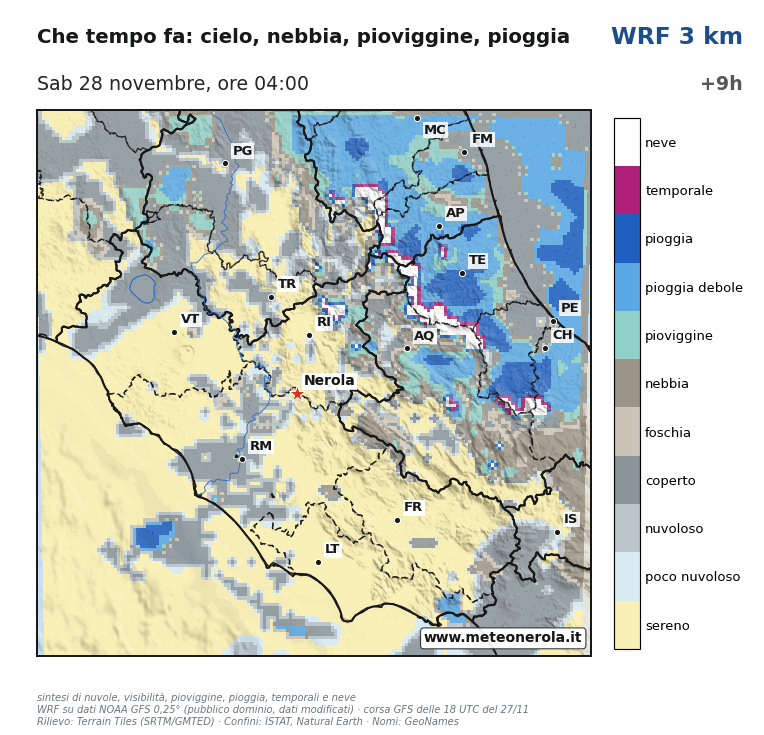 Che tempo fa: cielo, nebbia, pioviggine, pioggia
WRF 3 km
Sab 28 novembre, ore 04:00
+9h
MC
FM
PG
AP
TE
TR
PE
VT
RI
AQ
CH
Nerola
RM
FR
IS
LT
www.meteonerola.it
neve
temporale
pioggia
pioggia debole
pioviggine
nebbia
foschia
coperto
nuvoloso
poco nuvoloso
sereno
sintesi di nuvole, visibilità, pioviggine, pioggia, temporali e neve
WRF su dati NOAA GFS 0,25° (pubblico dominio, dati modificati) · corsa GFS delle 18 UTC del 27/11
Rilievo: Terrain Tiles (SRTM/GMTED) · Confini: ISTAT, Natural Earth · Nomi: GeoNames